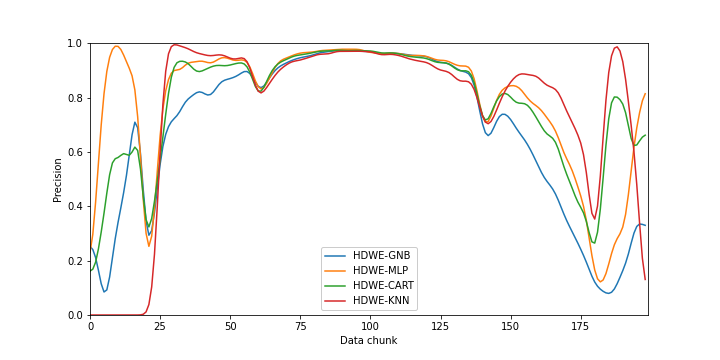 1.0
0.8
0.6
0.4
0.2
0.0
Precision
0
25
50
75
100
125
150
175
Data chunk
HDWE-GNB
HDWE-MLP
HDWE-CART
HDWE-KNN